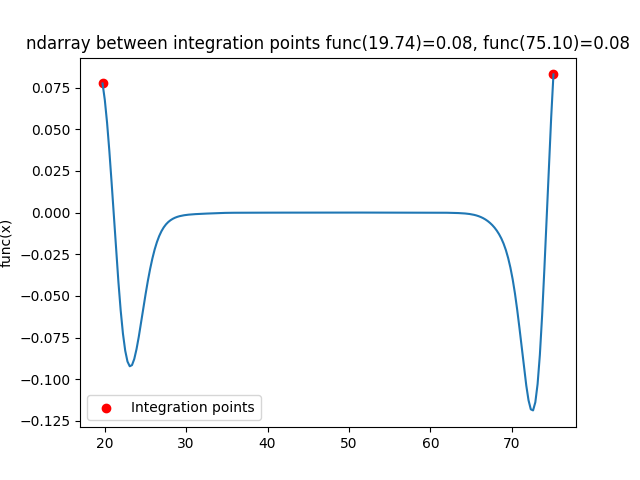 ndarray between integration points func(19.74)=0.08, func(75.10)=0.08
func(x)
0.075
0.050
0.025
0.000
−0.025
−0.050
−0.075
−0.100
−0.125
Integration points
20 30 40 50 60 70